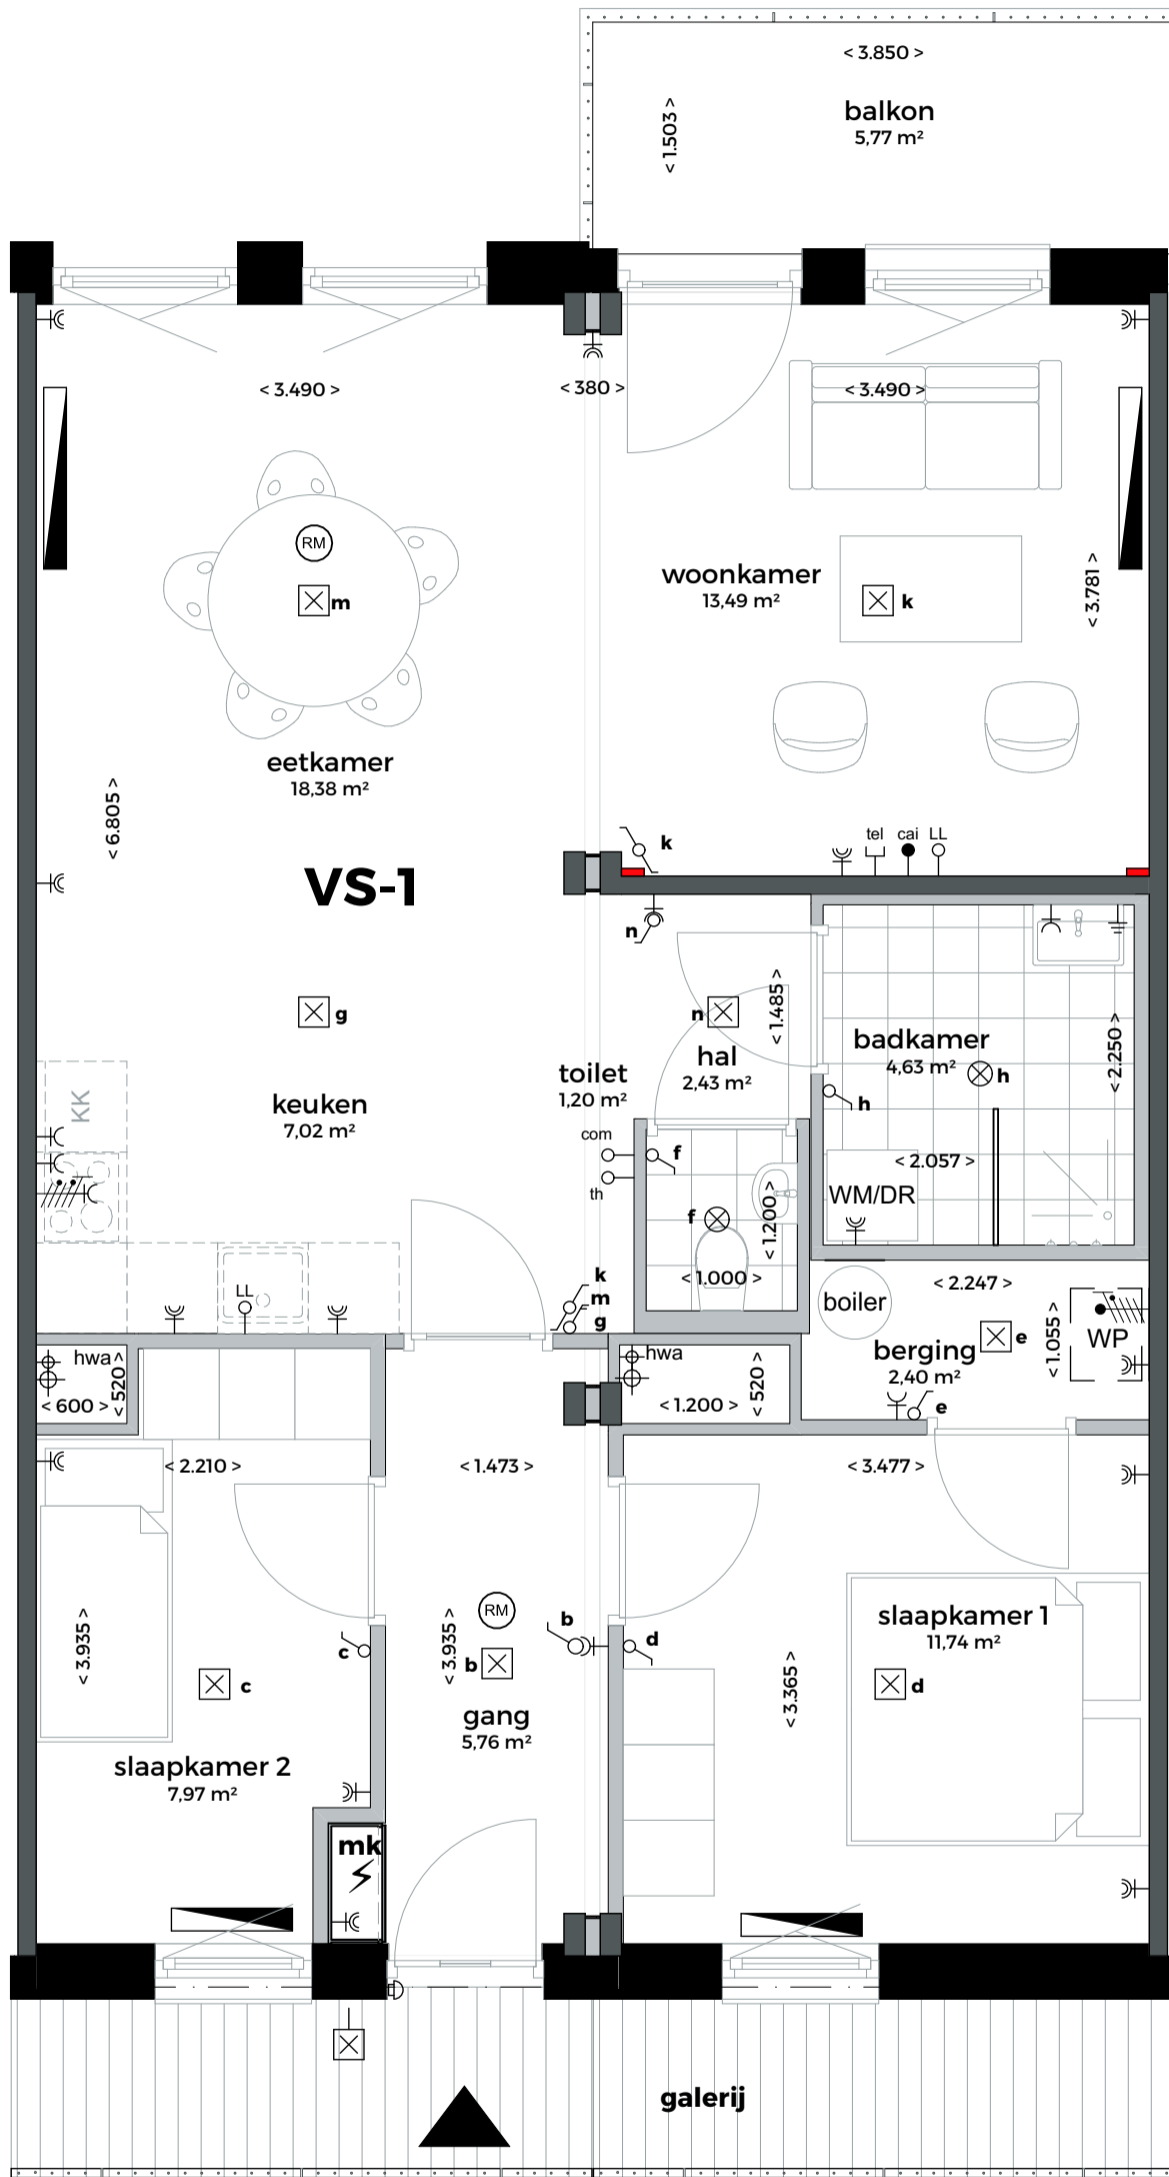 < 3.850 >
balkon
5,77 m²
< 1.503 >
< 3.490 >
< 380 >
< 3.490 >
RM
m
woonkamer
13,49 m²
k
< 3.781 >
eetkamer
18,38 m²
< 6.805 >
VS-1
k
tel
cai
LL
n
g
n
hal
2,43 m²
< 1.485 >
badkamer
4,63 m²
h
< 2.250 >
KK
keuken
7,02 m²
toilet
1,20 m²
h
com
th
f
f
< 1.200 >
< 1.000 >
< 2.057 >
WM/DR
LL
k
m
g
boiler
< 2.247 >
e
berging
2,40 m²
< 1.055 >
WP
e
hwa
< 600 >
< 520 >
hwa
< 1.200 >
< 520 >
< 2.210 >
< 1.473 >
< 3.477 >
< 3.935 >
c
c
slaapkamer 2
7,97 m²
< 3.935 >
RM
b
b
gang
5,76 m²
d
slaapkamer 1
11,74 m²
d
< 3.365 >
mk
galerij